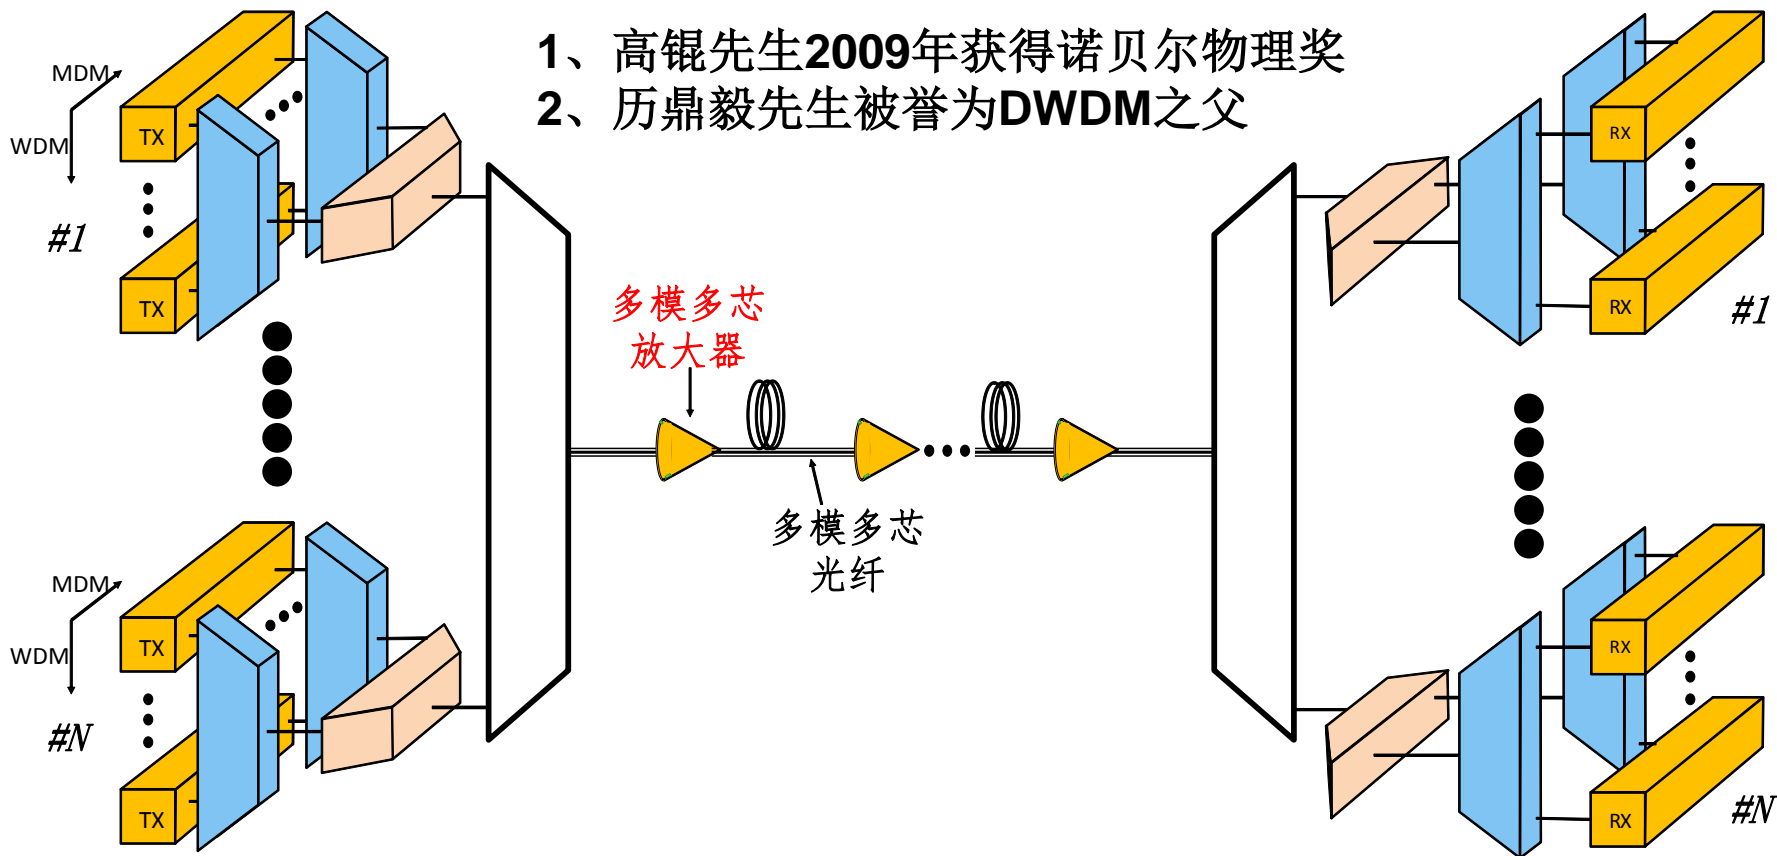 1、高锟先生2009年获得诺贝尔物理奖
2、历鼎毅先生被誉为DWDM之父
MDM
WDM
TX
#1
TX
多模多芯
放大器
多模多芯
光纤
RX
RX
#1
MDM
WDM
TX
#N
TX
RX
RX
#N